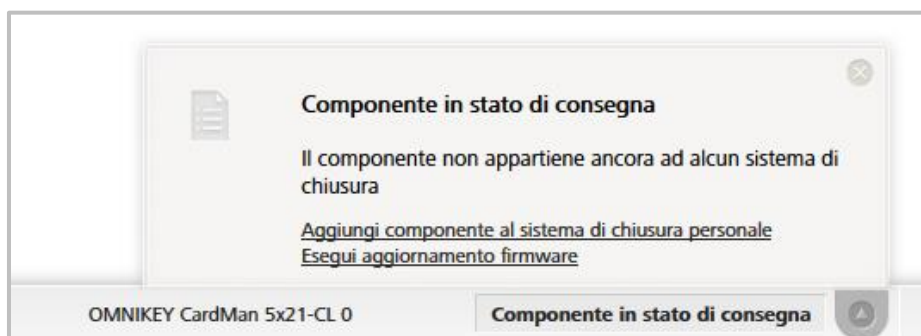 Componente in stato di consegna
Il componente non appartiene ancora ad alcun sistema di
chiusura
Aggiungi componente al sistema di chiusura personale
Esegui aggiornamento firmware
OMNIKEY CardMan 5x21-CL 0
Componente in stato di consegna